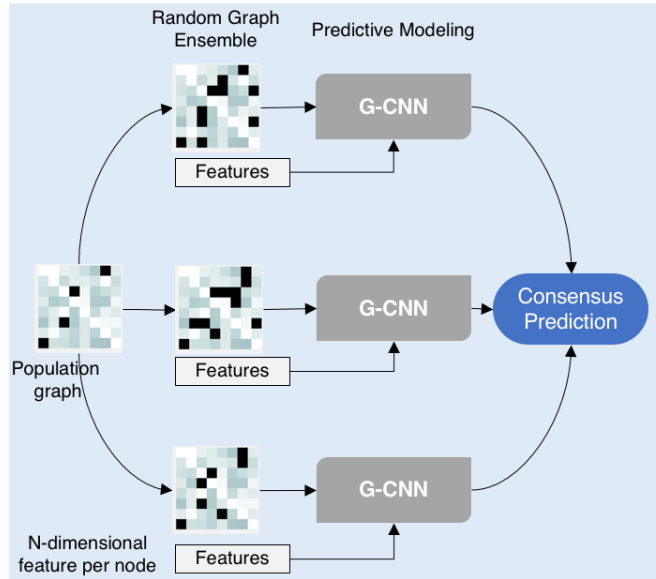 Random Graph
Ensemble
Predictive Modeling
G-CNN
Features
G-CNN
Consensus
Prediction
Population
graph
Features
G-CNN
N-dimensional
feature per node
Features